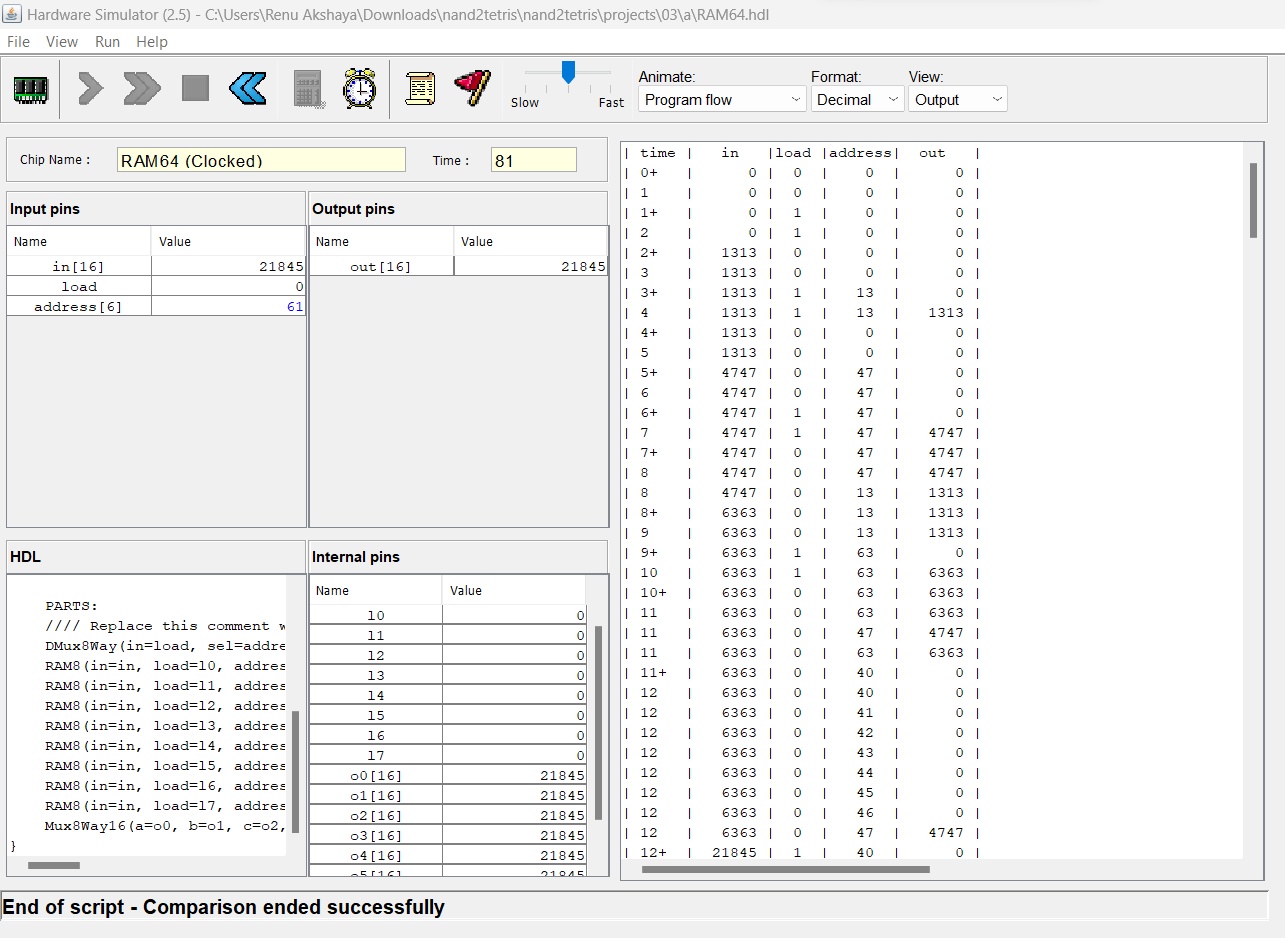 Hardware Simulator (2.5) - C:\Users\Renu Akshaya\Downloads\nand2tetris\nand2tetris\projects\03\a\RAM64.hdl
File View Run Help
Animate: Format: View:
Slow Fast Program flow Decimal Output
Chip Name : RAM64 (Clocked) Time : 81
Input pins
Name Value
in[16] 21845
load 0
address[6] 61
Output pins
Name Value
out[16] 21845
HDL
PARTS:
//// Replace this comment w
DMux8Way(in=load, sel=addre
RAM8(in=in, load=l0, addres
RAM8(in=in, load=l1, addres
RAM8(in=in, load=l2, addres
RAM8(in=in, load=l3, addres
RAM8(in=in, load=l4, addres
RAM8(in=in, load=l5, addres
RAM8(in=in, load=l6, addres
RAM8(in=in, load=l7, addres
Mux8Way16(a=o0, b=o1, c=o2,
}
Internal pins
Name Value
l0 0
l1 0
l2 0
l3 0
l4 0
l5 0
l6 0
l7 0
o0[16] 21845
o1[16] 21845
o2[16] 21845
o3[16] 21845
o4[16] 21845
o5[16] 21845
| time | in |load |address| out |
| 0+ | 0 | 0 | 0 | 0 |
| 1 | 0 | 0 | 0 | 0 |
| 1+ | 0 | 1 | 0 | 0 |
| 2 | 0 | 1 | 0 | 0 |
| 2+ | 1313 | 0 | 0 | 0 |
| 3 | 1313 | 0 | 0 | 0 |
| 3+ | 1313 | 1 | 13 | 0 |
| 4 | 1313 | 1 | 13 | 1313 |
| 4+ | 1313 | 0 | 0 | 0 |
| 5 | 1313 | 0 | 0 | 0 |
| 5+ | 4747 | 0 | 47 | 0 |
| 6 | 4747 | 0 | 47 | 0 |
| 6+ | 4747 | 1 | 47 | 0 |
| 7 | 4747 | 1 | 47 | 4747 |
| 7+ | 4747 | 0 | 47 | 4747 |
| 8 | 4747 | 0 | 47 | 4747 |
| 8 | 4747 | 0 | 13 | 1313 |
| 8+ | 6363 | 0 | 13 | 1313 |
| 9 | 6363 | 0 | 13 | 1313 |
| 9+ | 6363 | 1 | 63 | 0 |
| 10 | 6363 | 1 | 63 | 6363 |
| 10+ | 6363 | 0 | 63 | 6363 |
| 11 | 6363 | 0 | 63 | 6363 |
| 11 | 6363 | 0 | 47 | 4747 |
| 11 | 6363 | 0 | 63 | 6363 |
| 11+ | 6363 | 0 | 40 | 0 |
| 12 | 6363 | 0 | 40 | 0 |
| 12 | 6363 | 0 | 41 | 0 |
| 12 | 6363 | 0 | 42 | 0 |
| 12 | 6363 | 0 | 43 | 0 |
| 12 | 6363 | 0 | 44 | 0 |
| 12 | 6363 | 0 | 45 | 0 |
| 12 | 6363 | 0 | 46 | 0 |
| 12 | 6363 | 0 | 47 | 4747 |
| 12+ | 21845 | 1 | 40 | 0 |
End of script - Comparison ended successfully